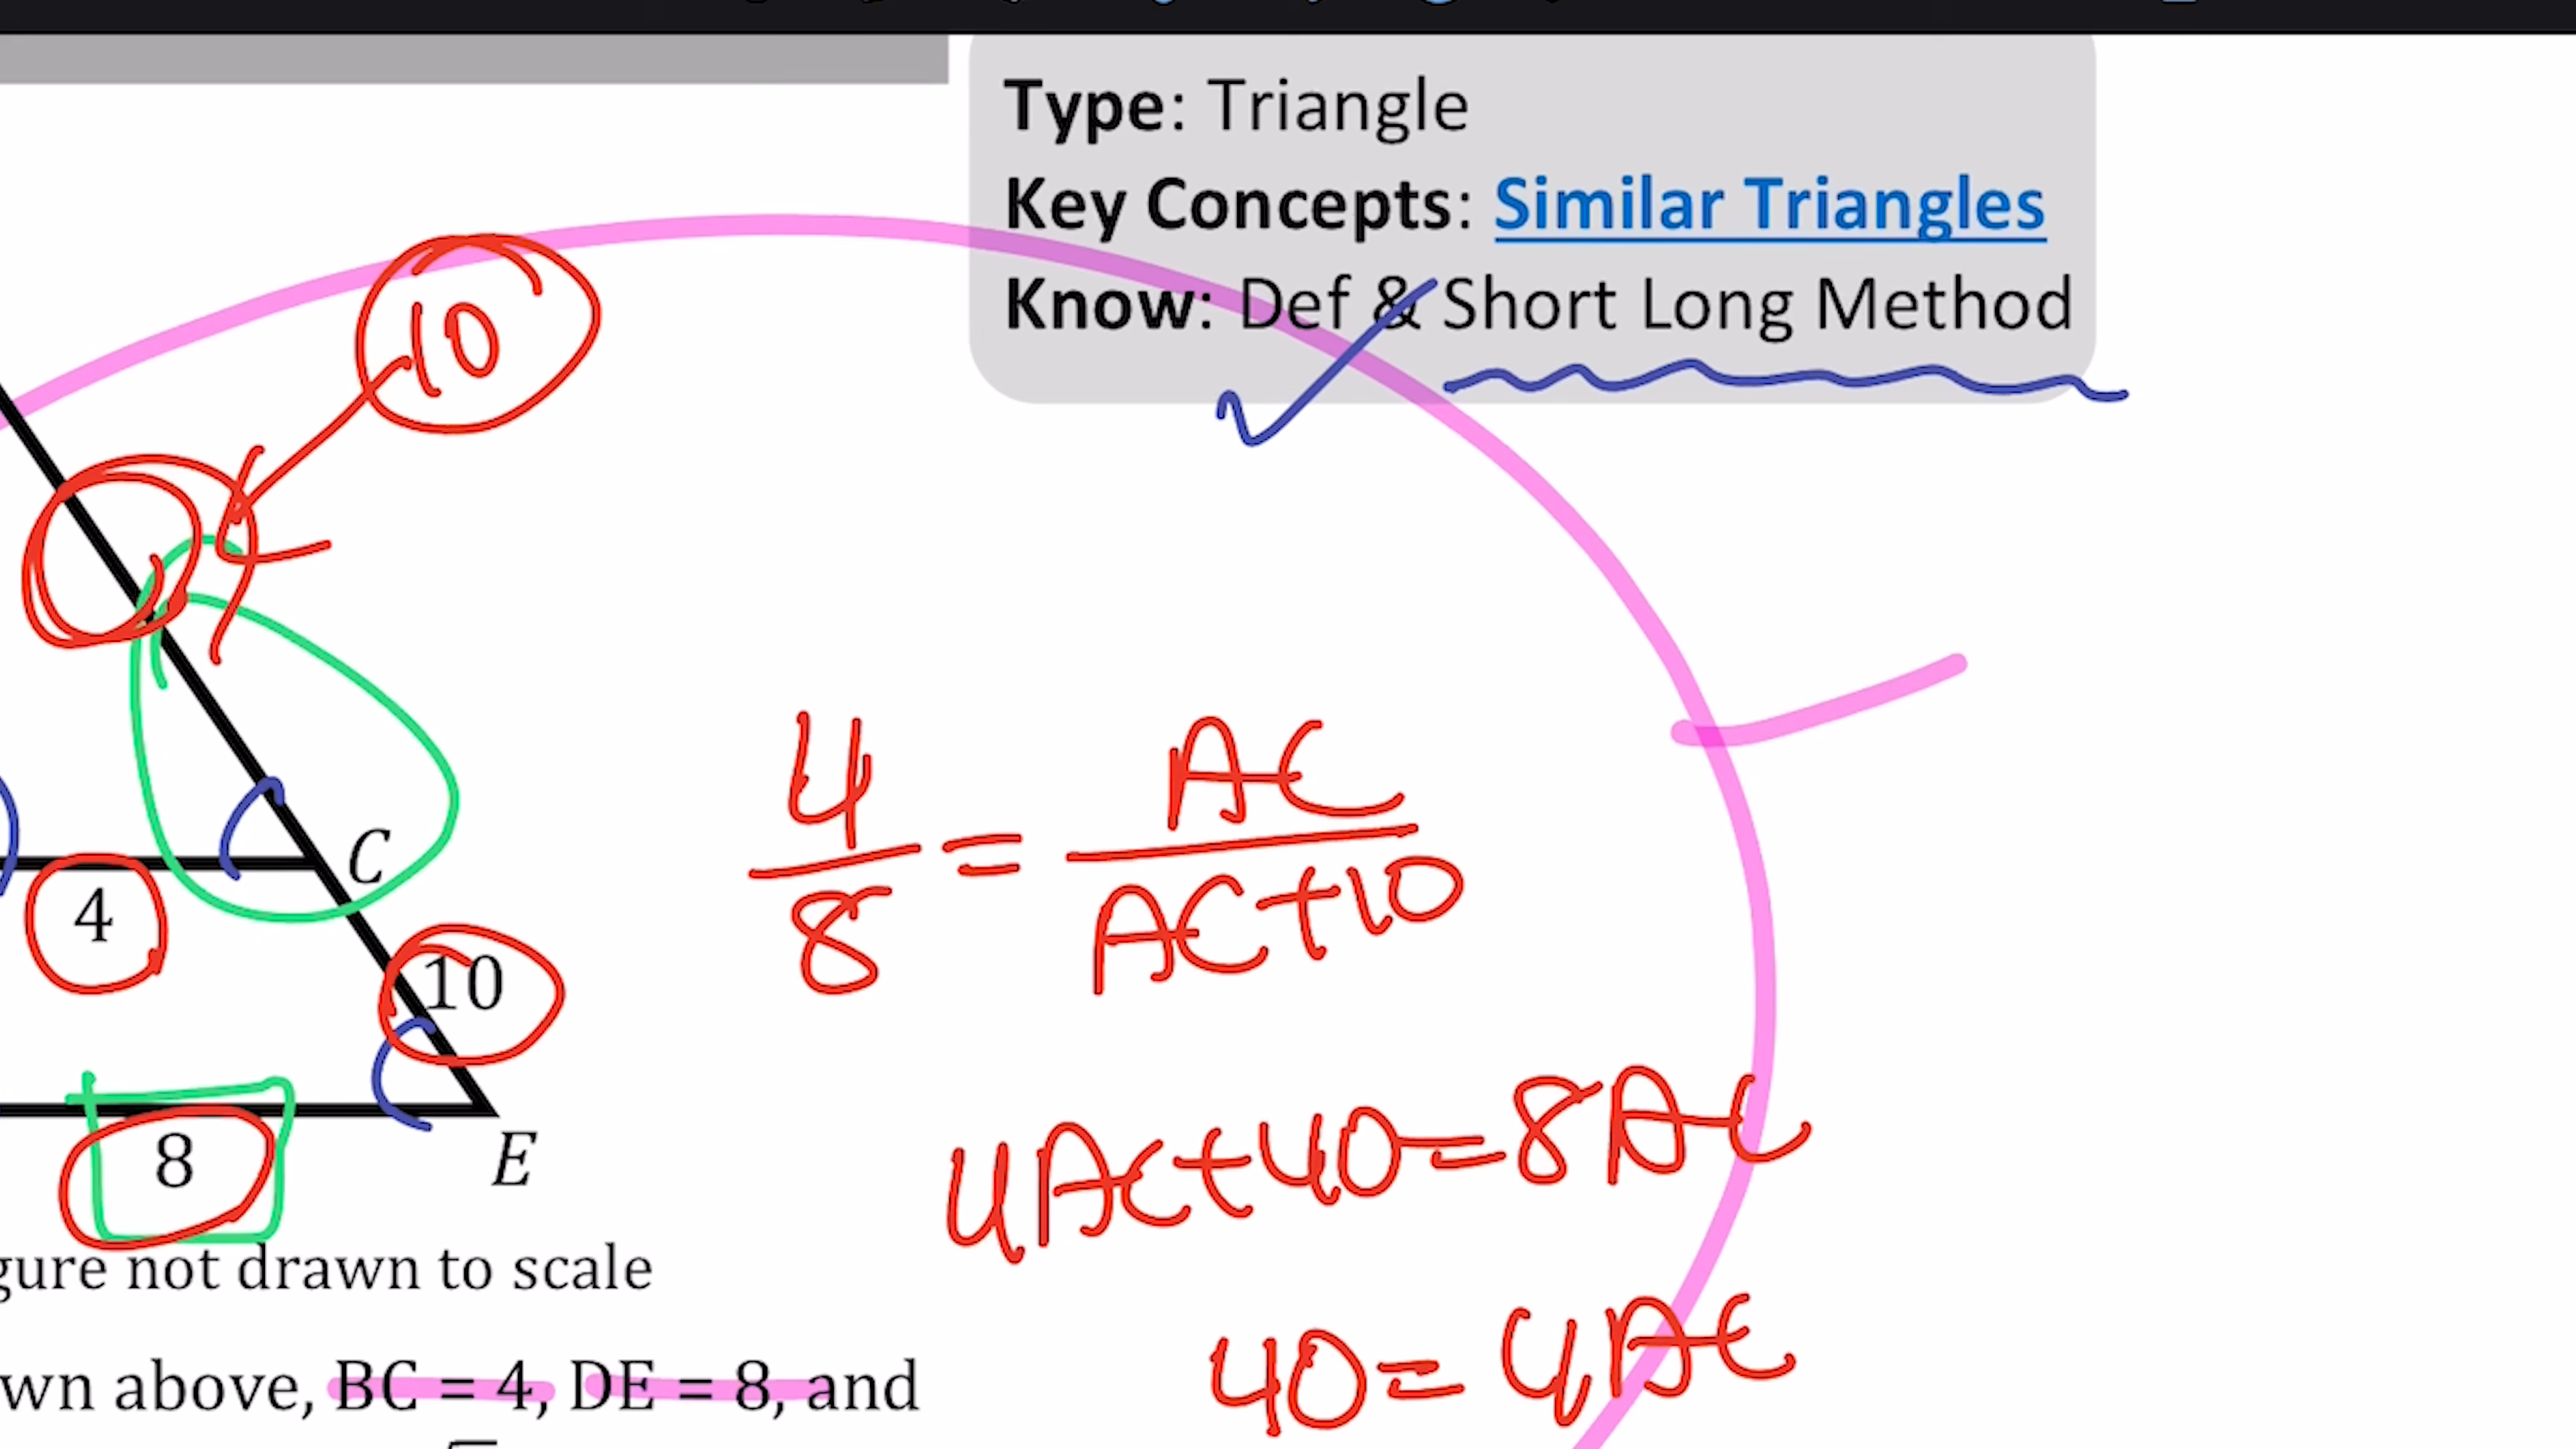 Type: Triangle
Key Concepts: Similar Triangles
Know: Def & Short Long Method
10
4/8 = AC/AC+10
C
4
10
8
E
4AC+40=8AC
gure not drawn to scale
40=4AC
wn above, BC = 4, DE = 8, and